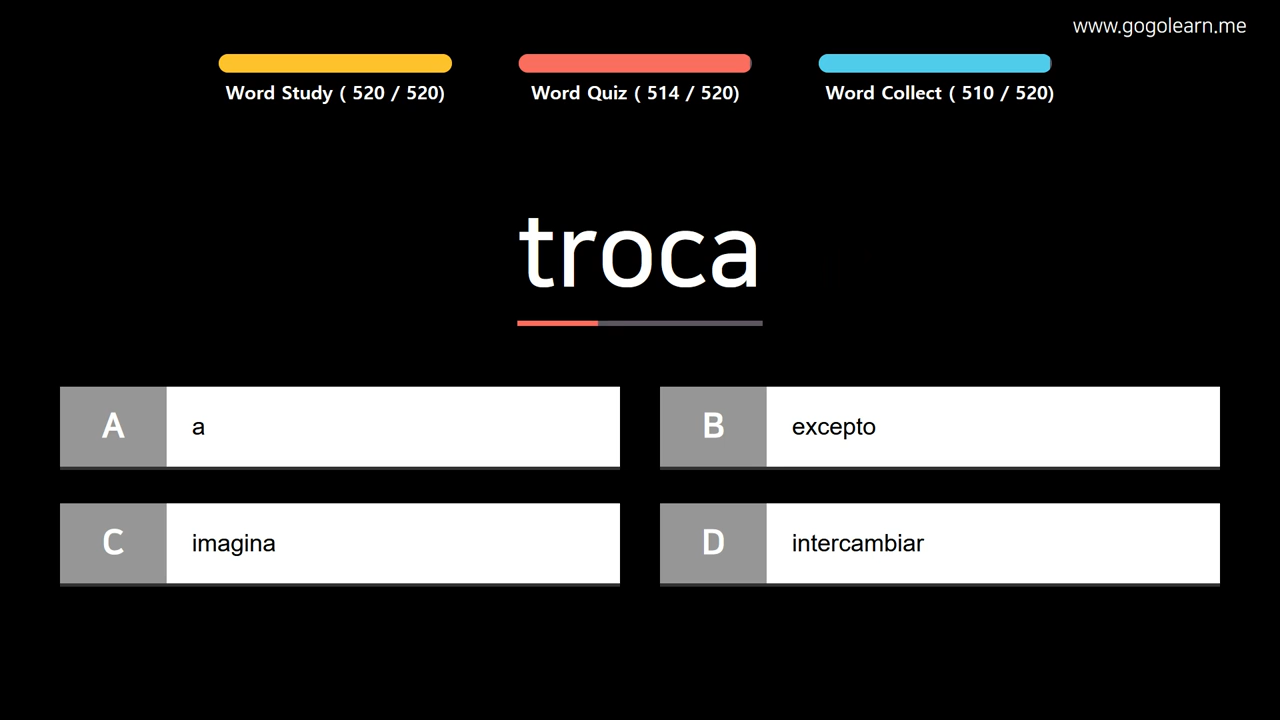 www.gogolearn.me
Word Study ( 520 / 520)
Word Quiz ( 514 / 520)
Word Collect ( 510 / 520)
troca
A a
B excepto
C imagina
D intercambiar